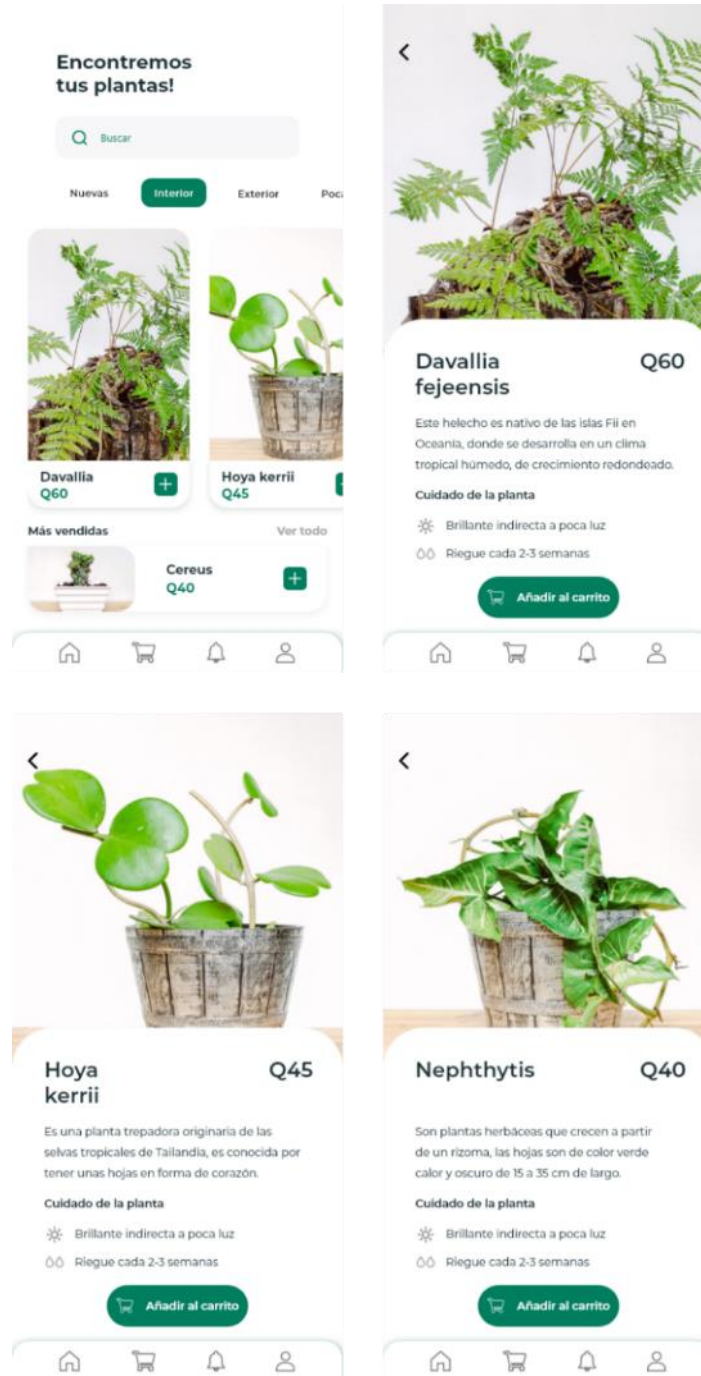 Encontremos
tus plantas!
Buscar
Nuevas
Interior
Exterior
Poca
Davallia
Q60
Hoya kerrii
Q45
Más vendidas
Ver todo
Cereus
Q40
Davallia
fejeensis
Q60
Este helecho es nativo de las islas Fii en
Oceanía, donde se desarrolla en un clima
tropical húmedo, de crecimiento redondeado.
Cuidado de la planta
Brillante indirecta a poca luz
Riegue cada 2-3 semanas
Añadir al carrito
Hoya
kerrii
Q45
Es una planta trepadora originaria de las
selvas tropicales de Tailandia, es conocida por
tener unas hojas en forma de corazón.
Cuidado de la planta
Brillante indirecta a poca luz
Riegue cada 2-3 semanas
Añadir al carrito
Nephthytis
Q40
Son plantas herbáceas que crecen a partir
de un rizoma, las hojas son de color verde
calor y oscuro de 15 a 35 cm de largo.
Cuidado de la planta
Brillante indirecta a poca luz
Riegue cada 2-3 semanas
Añadir al carrito